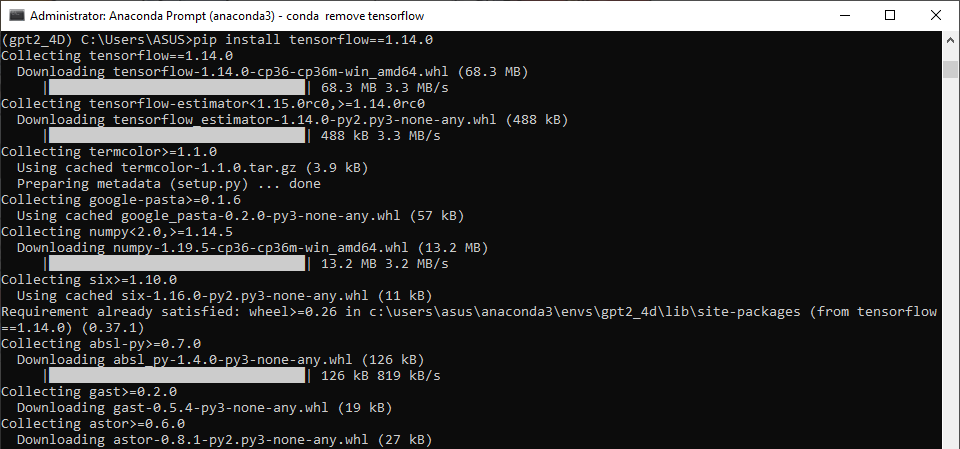 Administrator: Anaconda Prompt (anaconda3) - conda  remove tensorflow
(gpt2_4D) C:\Users\ASUS>pip install tensorflow==1.14.0
Collecting tensorflow==1.14.0
  Downloading tensorflow-1.14.0-cp36-cp36m-win_amd64.whl (68.3 MB)
     |████████████████████████████████| 68.3 MB 3.3 MB/s
Collecting tensorflow-estimator<1.15.0rc0,>=1.14.0rc0
  Downloading tensorflow_estimator-1.14.0-py2.py3-none-any.whl (488 kB)
     |████████████████████████████████| 488 kB 3.3 MB/s
Collecting termcolor>=1.1.0
  Using cached termcolor-1.1.0.tar.gz (3.9 kB)
  Preparing metadata (setup.py) ... done
Collecting google-pasta>=0.1.6
  Using cached google_pasta-0.2.0-py3-none-any.whl (57 kB)
Collecting numpy<2.0,>=1.14.5
  Downloading numpy-1.19.5-cp36-cp36m-win_amd64.whl (13.2 MB)
     |████████████████████████████████| 13.2 MB 3.2 MB/s
Collecting six>=1.10.0
  Using cached six-1.16.0-py2.py3-none-any.whl (11 kB)
Requirement already satisfied: wheel>=0.26 in c:\users\asus\anaconda3\envs\gpt2_4d\lib\site-packages (from tensorflow
==1.14.0) (0.37.1)
Collecting absl-py>=0.7.0
  Downloading absl_py-1.4.0-py3-none-any.whl (126 kB)
     |████████████████████████████████| 126 kB 819 kB/s
Collecting gast>=0.2.0
  Downloading gast-0.5.4-py3-none-any.whl (19 kB)
Collecting astor>=0.6.0
  Downloading astor-0.8.1-py2.py3-none-any.whl (27 kB)